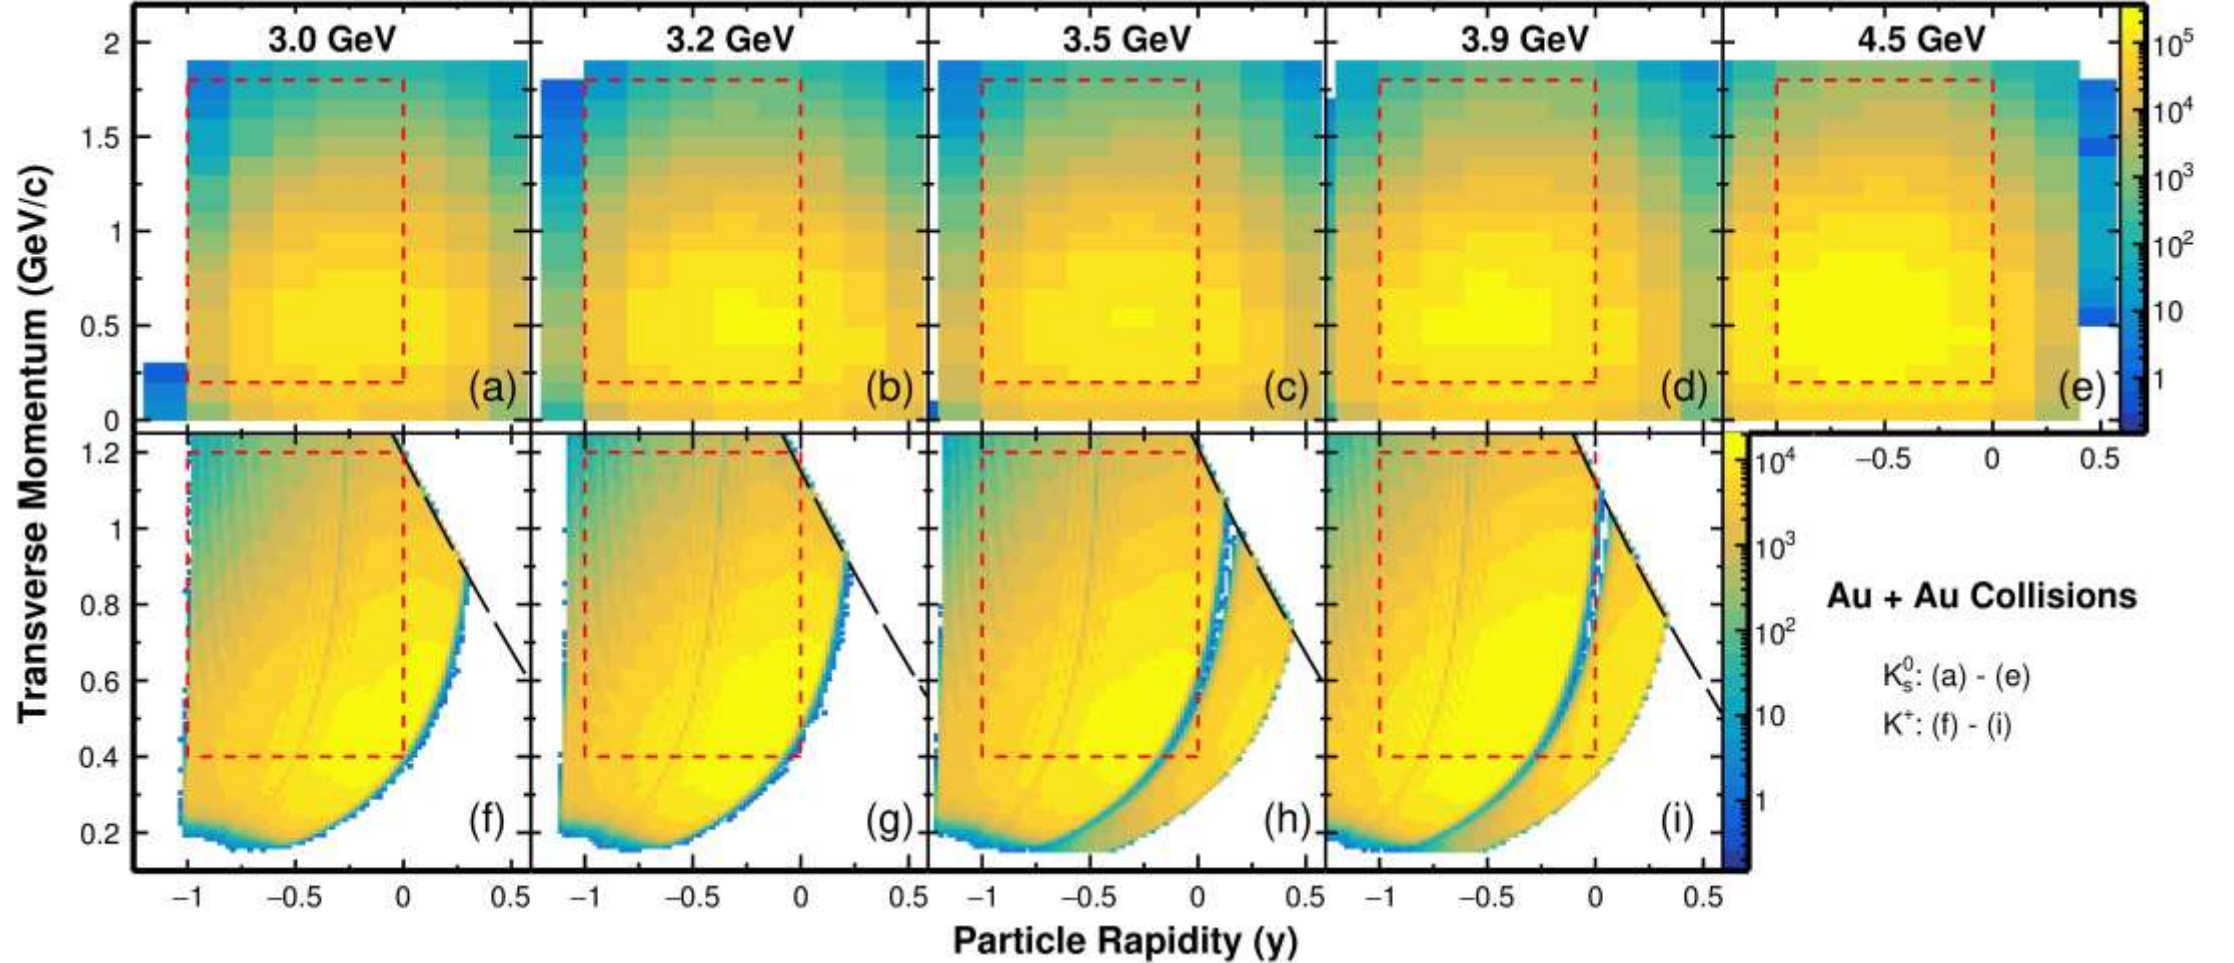 3.0 GeV 3.2 GeV 3.5 GeV 3.9 GeV 4.5 GeV
Transverse Momentum (GeV/c)
2
1.5
1
0.5
0
(a) (b) (c) (d) (e)
10⁵
10⁴
10³
10²
10
1
−0.5 0 0.5
1.2
1
0.8
0.6
0.4
0.2
(f) (g) (h) (i)
10⁴
10³
10²
10
1
Au + Au Collisions
K⁰ₛ: (a) - (e)
K⁺: (f) - (i)
−1 −0.5 0 0.5 −1 −0.5 0 0.5 −1 −0.5 0 0.5 −1 −0.5 0 0.5
Particle Rapidity (y)